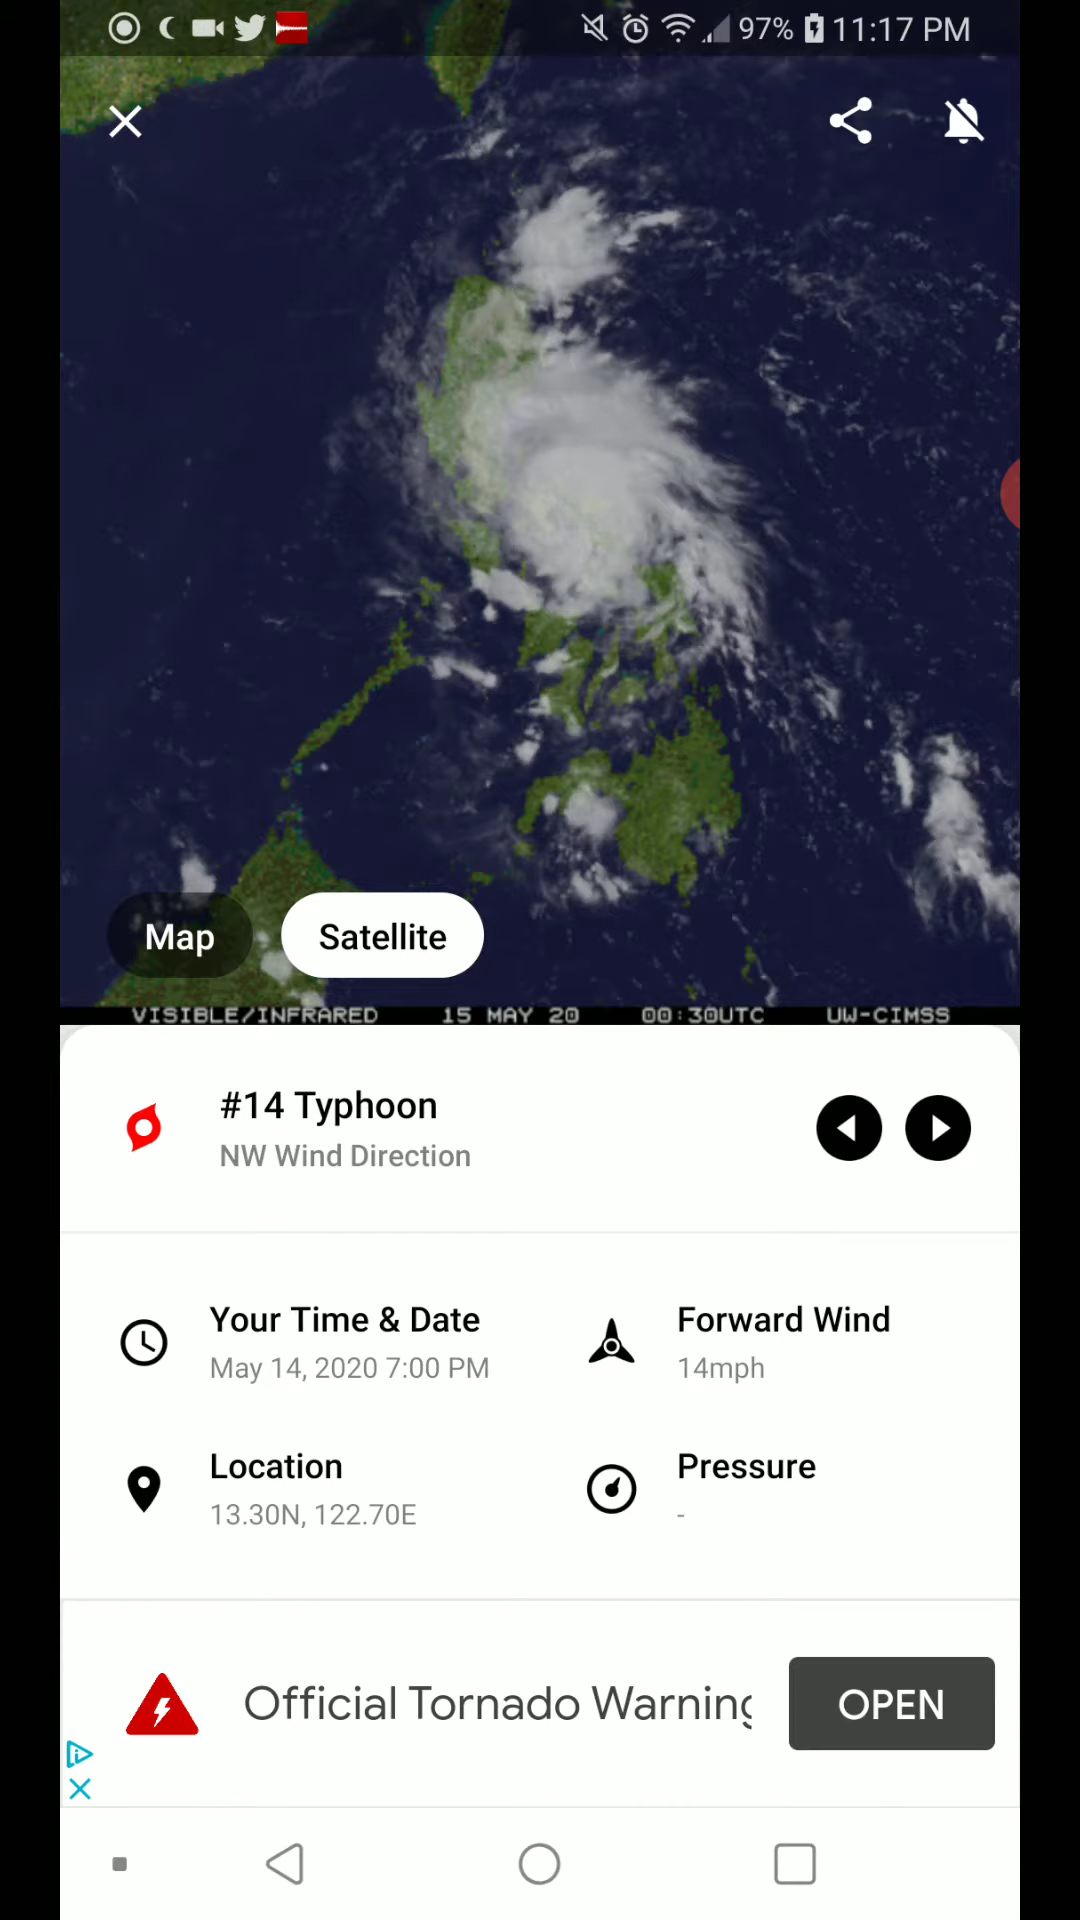 97% 11:17 PM
Map Satellite
VISIBLE/INFRARED 15 MAY 20 00:30UTC UW-CIMSS
#14 Typhoon
NW Wind Direction
Your Time & Date
May 14, 2020 7:00 PM
Forward Wind
14mph
Location
13.30N, 122.70E
Pressure
-
Official Tornado Warning
OPEN